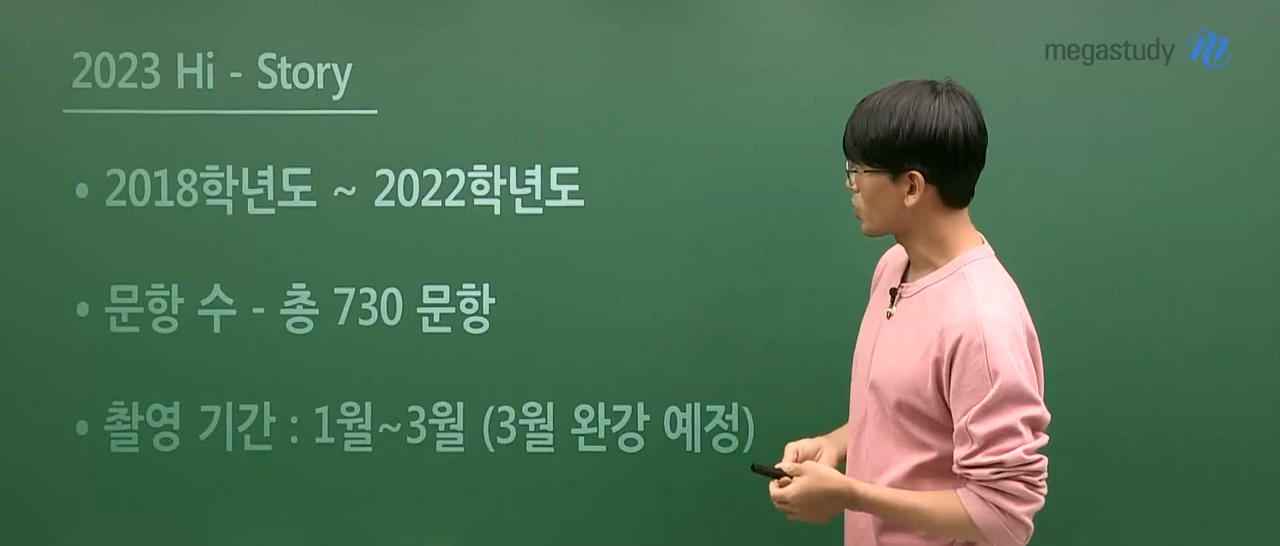 megastudy
2023 Hi - Story
• 2018학년도 ~ 2022학년도
• 문항 수 - 총 730 문항
• 촬영 기간 : 1월~3월 (3월 완강 예정)